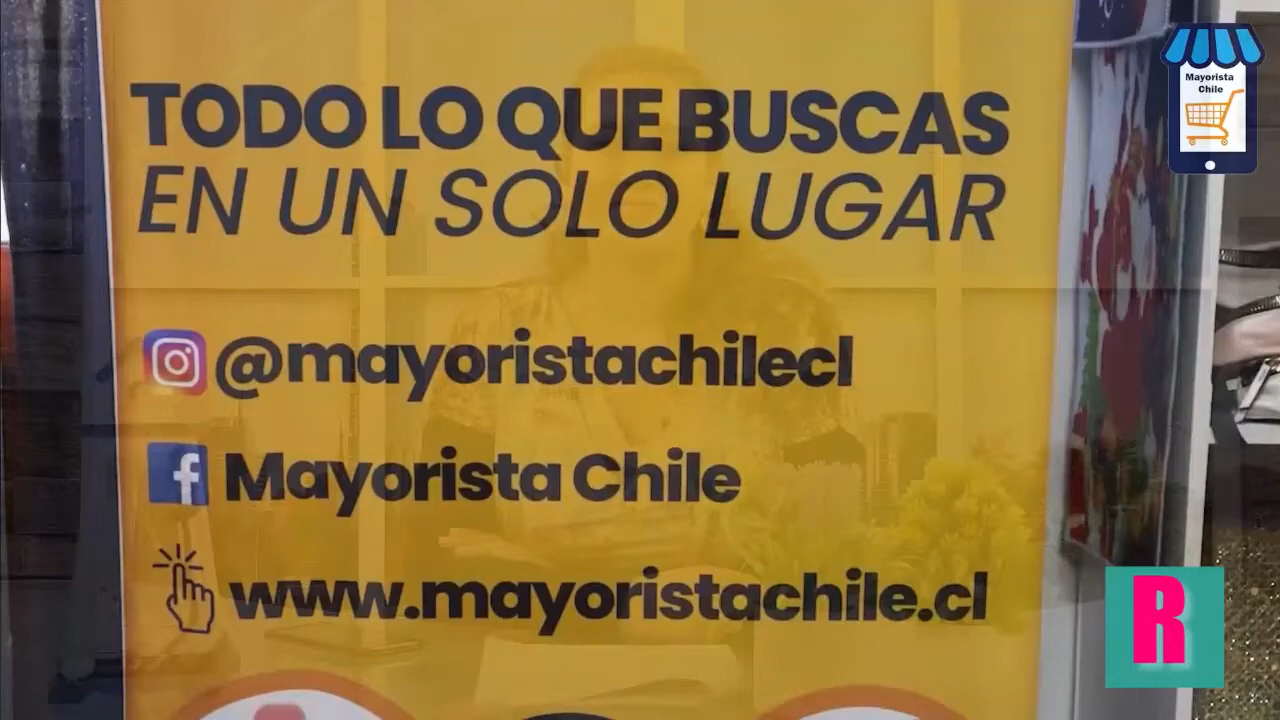 TODO LO QUE BUSCAS
EN UN SOLO LUGAR
@mayoristachilecl
Mayorista Chile
www.mayoristachile.cl
Mayorista
Chile
R